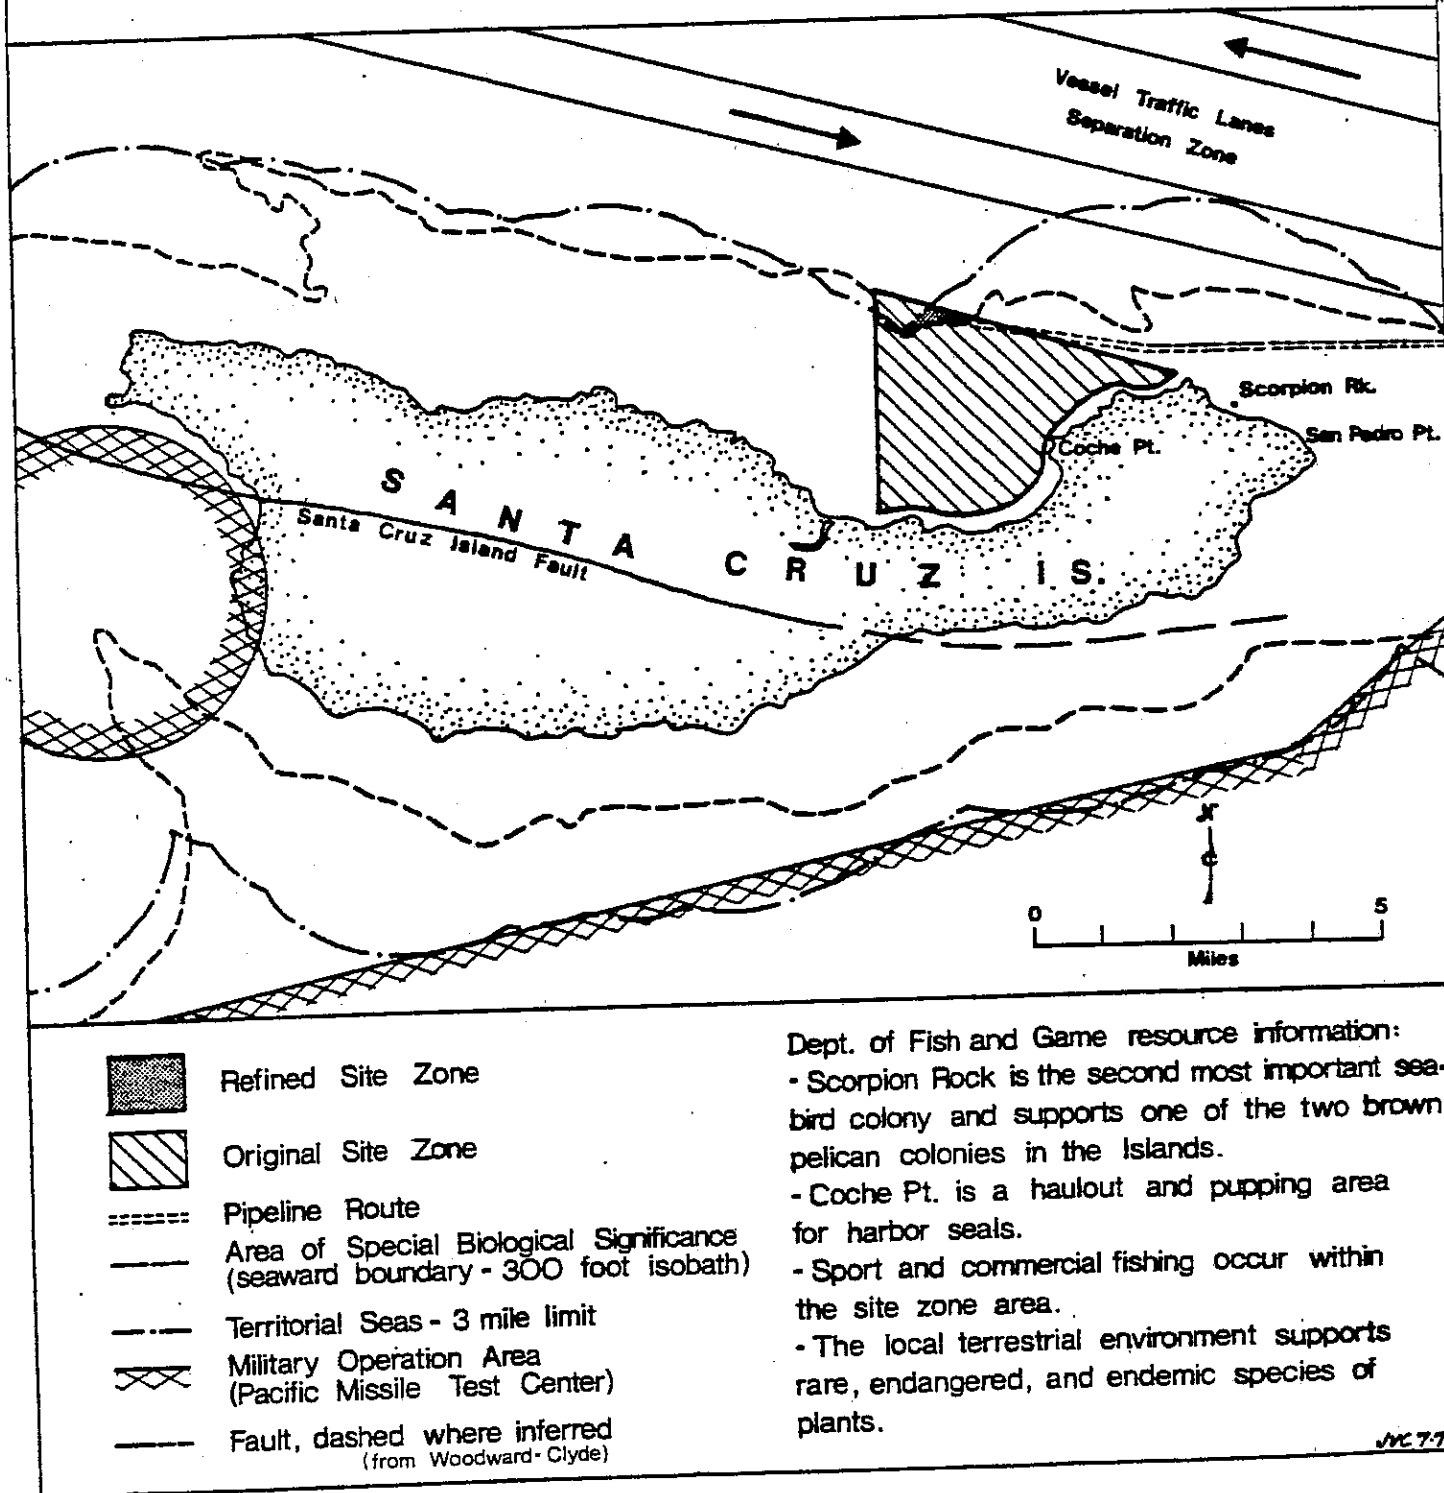 Vessel Traffic Lanes
Separation Zone
Scorpion Rk.
San Pedro Pt.
Coche Pt.
SANTA CRUZ IS.
Santa Cruz Island Fault
N
0 5
Miles
Refined Site Zone
Original Site Zone
Pipeline Route
Area of Special Biological Significance
(seaward boundary - 300 foot isobath)
Territorial Seas - 3 mile limit
Military Operation Area
(Pacific Missile Test Center)
Fault, dashed where inferred
(from Woodward-Clyde)
Dept. of Fish and Game resource information:
- Scorpion Rock is the second most important sea-
bird colony and supports one of the two brown
pelican colonies in the Islands.
- Coche Pt. is a haulout and pupping area
for harbor seals.
- Sport and commercial fishing occur within
the site zone area.
- The local terrestrial environment supports
rare, endangered, and endemic species of
plants.